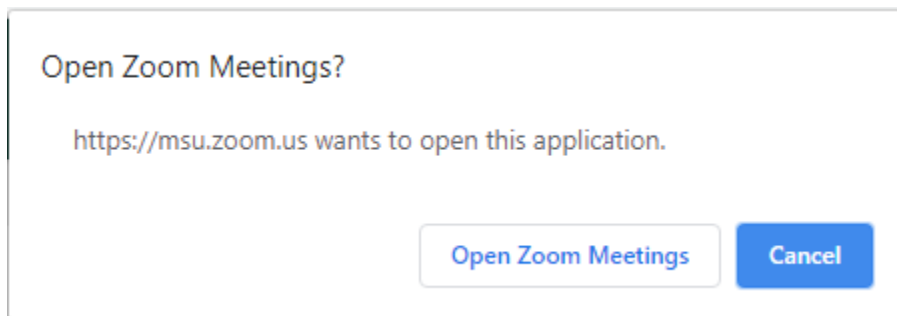 Open Zoom Meetings?
https://msu.zoom.us wants to open this application.
Open Zoom Meetings Cancel